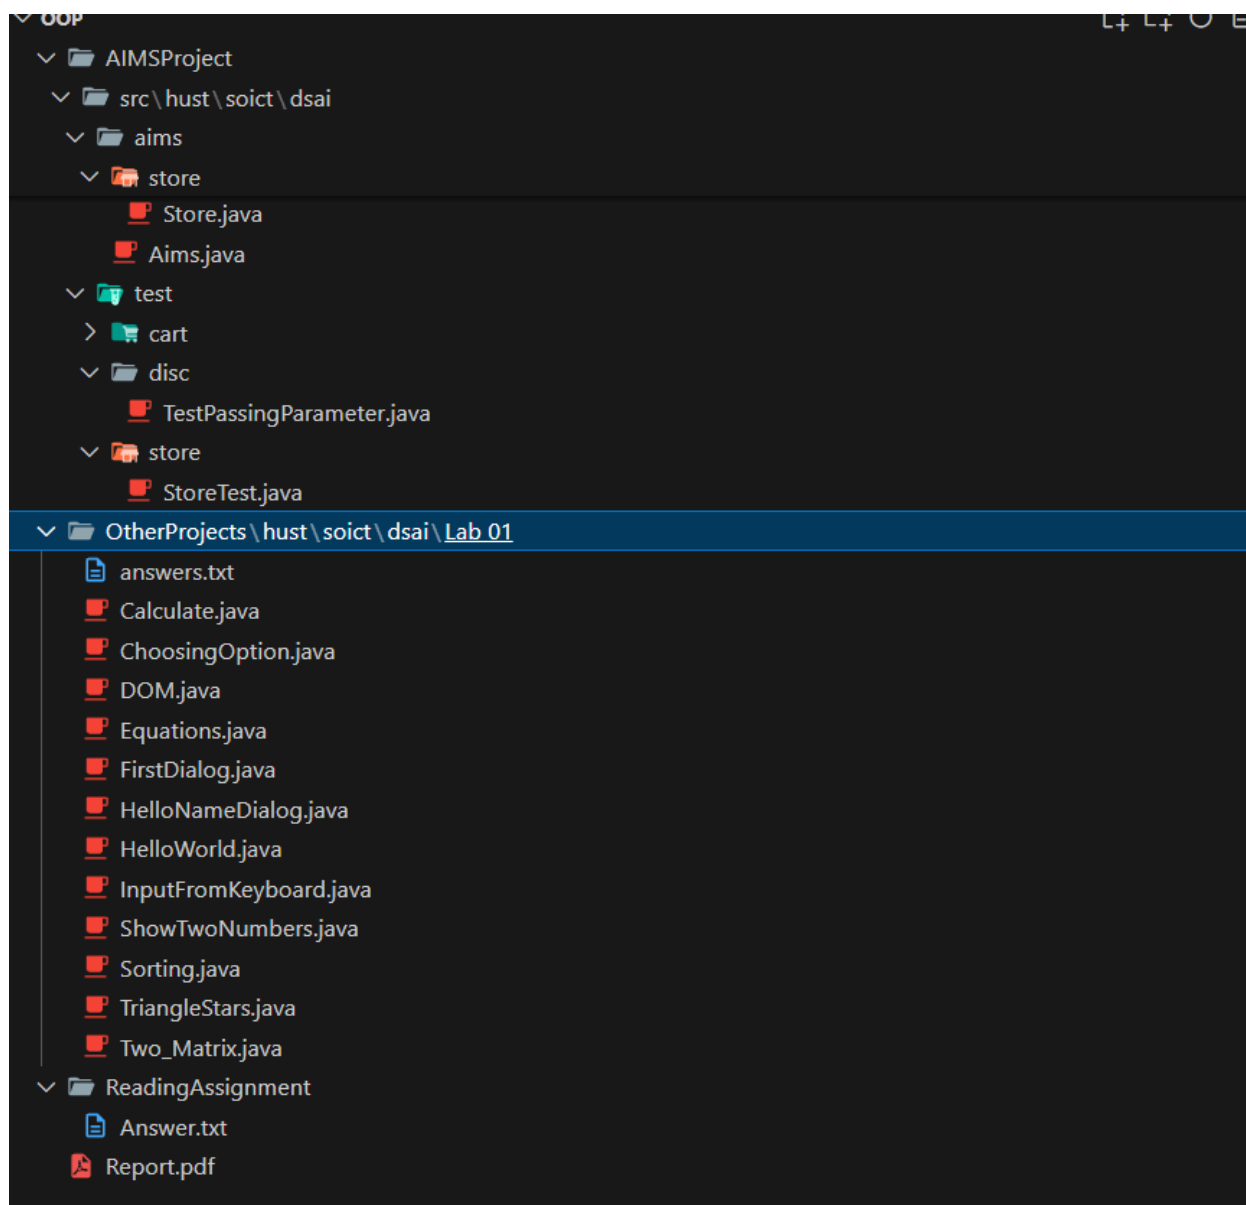 OOP
AIMSProject
src\hust\soict\dsai
aims
store
Store.java
Aims.java
test
cart
disc
TestPassingParameter.java
store
StoreTest.java
OtherProjects\hust\soict\dsai\Lab 01
answers.txt
Calculate.java
ChoosingOption.java
DOM.java
Equations.java
FirstDialog.java
HelloNameDialog.java
HelloWorld.java
InputFromKeyboard.java
ShowTwoNumbers.java
Sorting.java
TriangleStars.java
Two_Matrix.java
ReadingAssignment
Answer.txt
Report.pdf